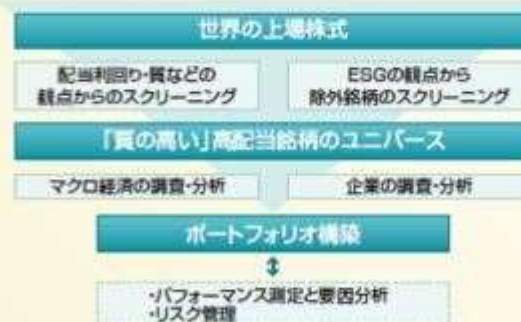 世界の上場株式
配当利回り・質などの
観点からのスクリーニング
ESGの観点から
除外銘柄のスクリーニング
「質の高い」高配当銘柄のユニバース
マクロ経済の調査・分析
企業の調査・分析
ポートフォリオ構築
・パフォーマンス測定と要因分析
・リスク管理